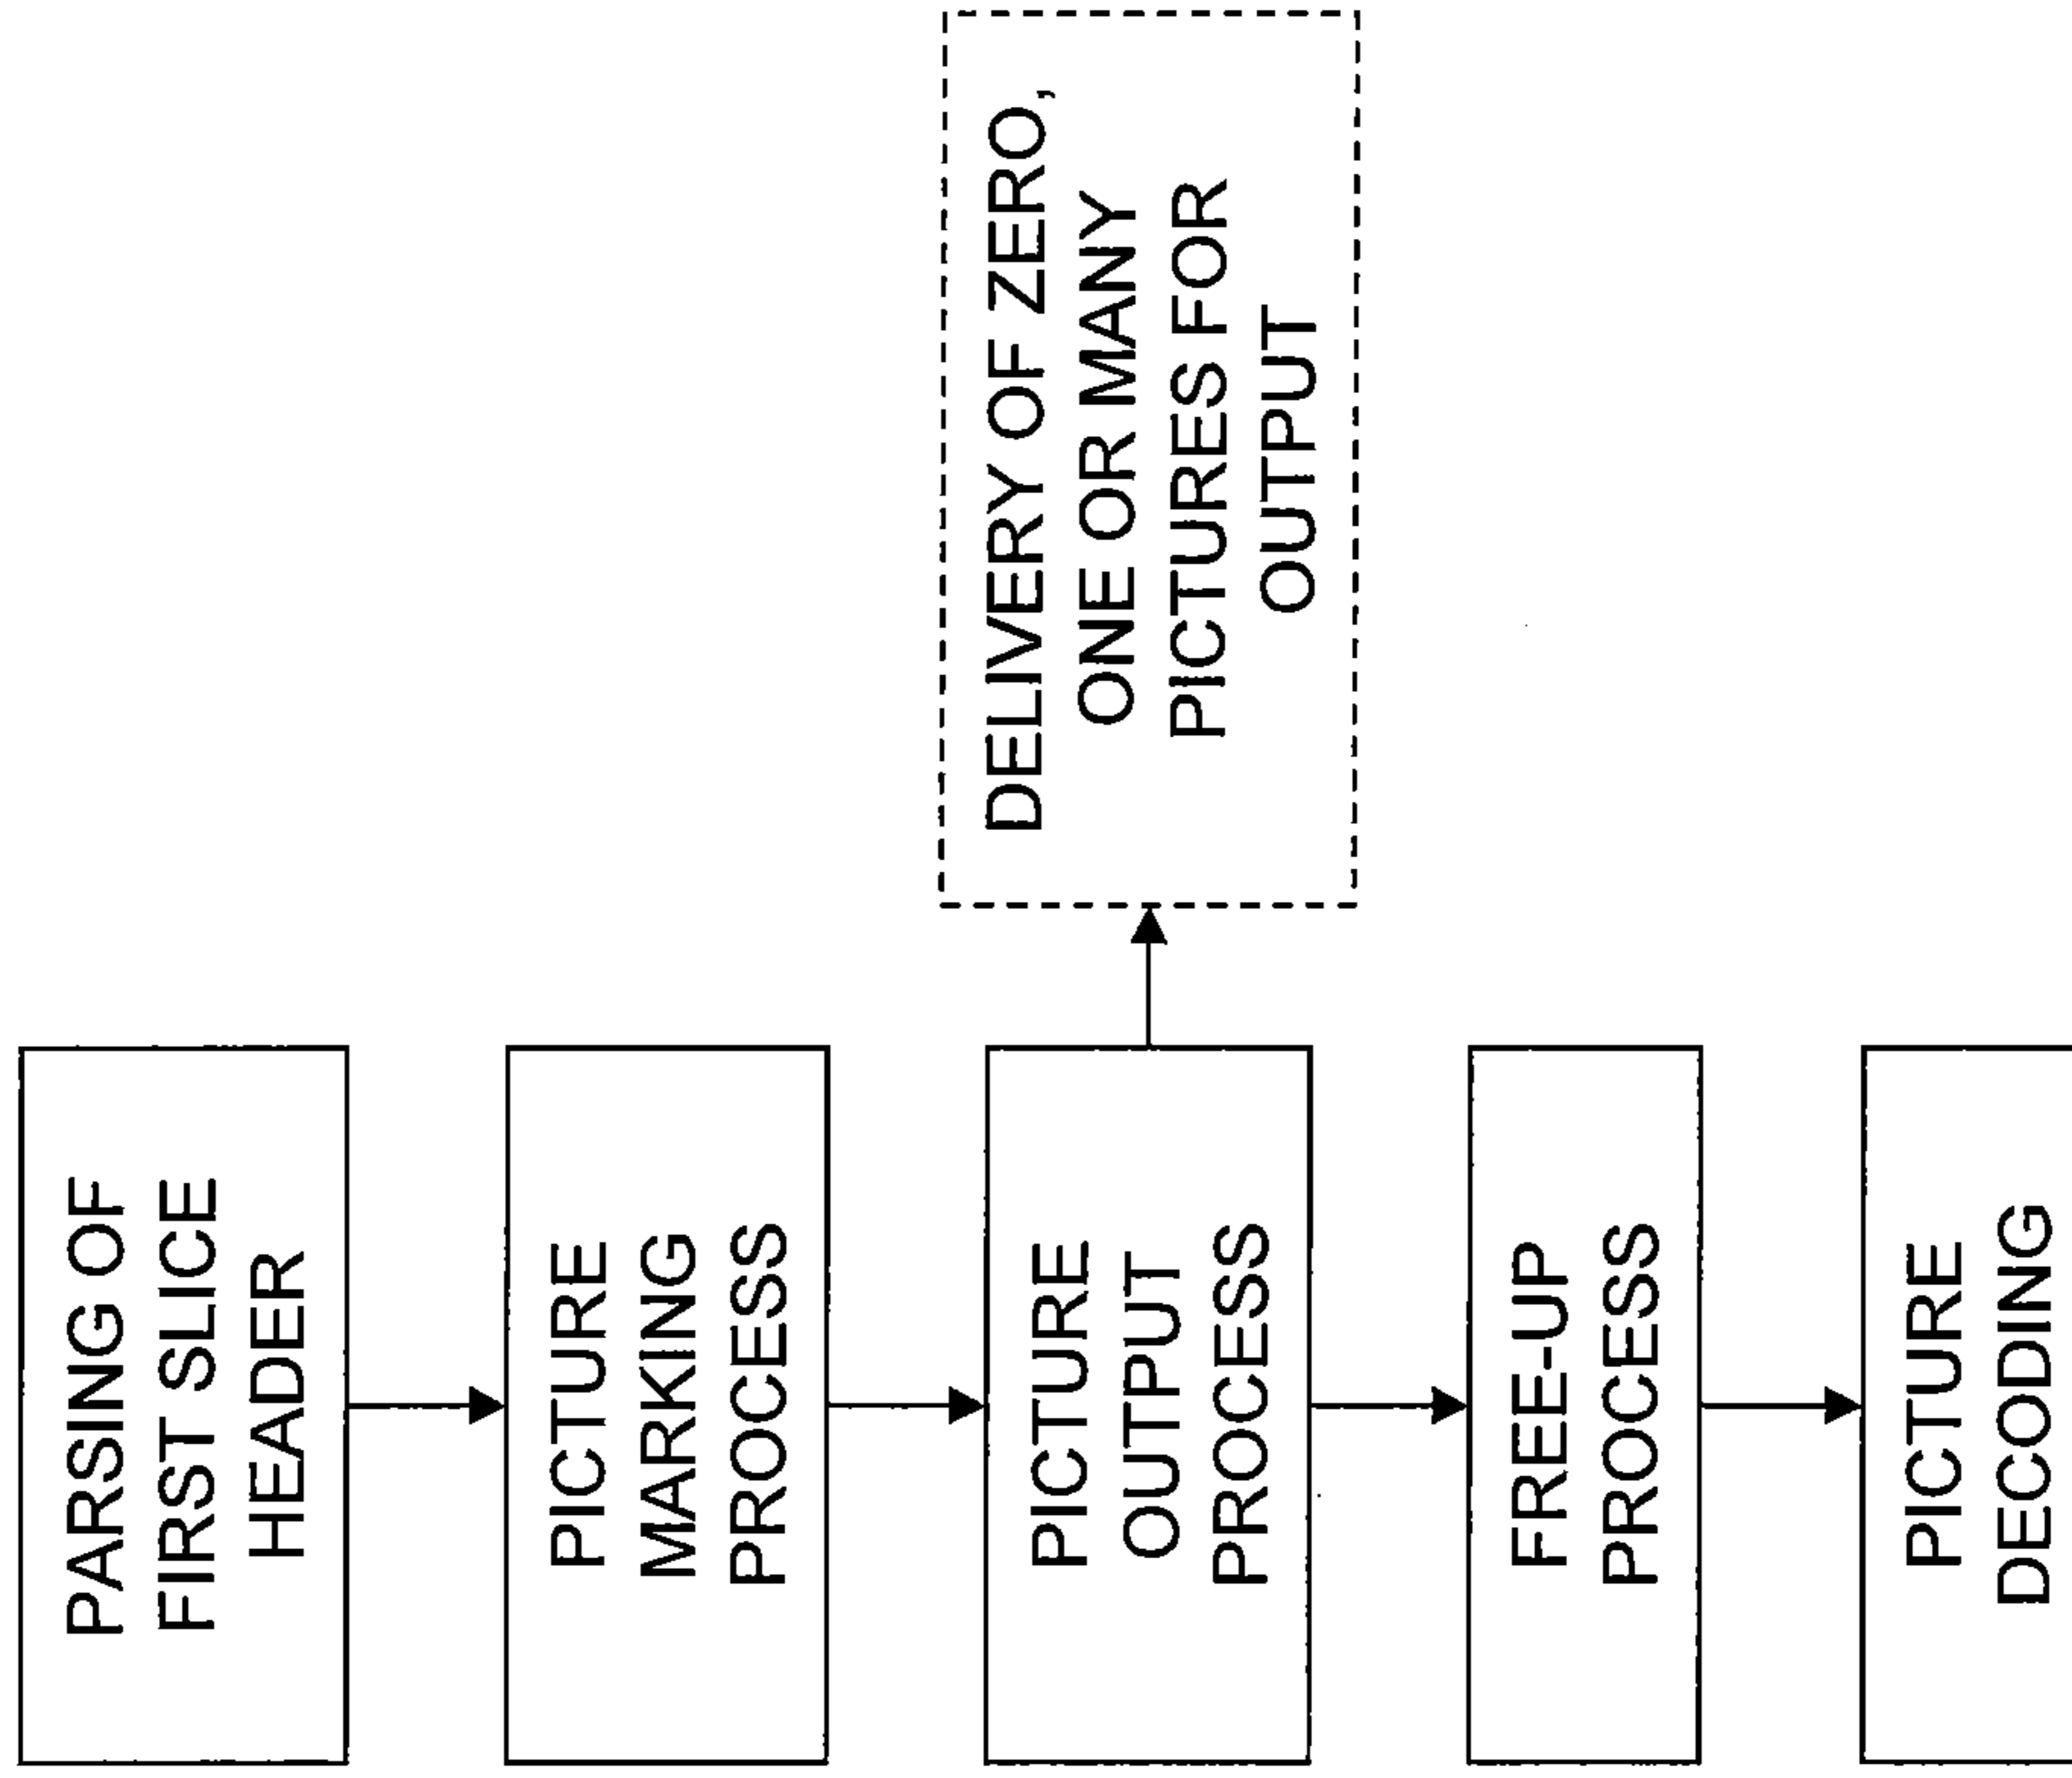 PARSING OF
FIRST SLICE
HEADER
PICTURE
MARKING
PROCESS
PICTURE
OUTPUT
PROCESS
DELIVERY OF ZERO,
ONE OR MANY
PICTURES FOR
OUTPUT
FREE-UP
PROCESS
PICTURE
DECODING